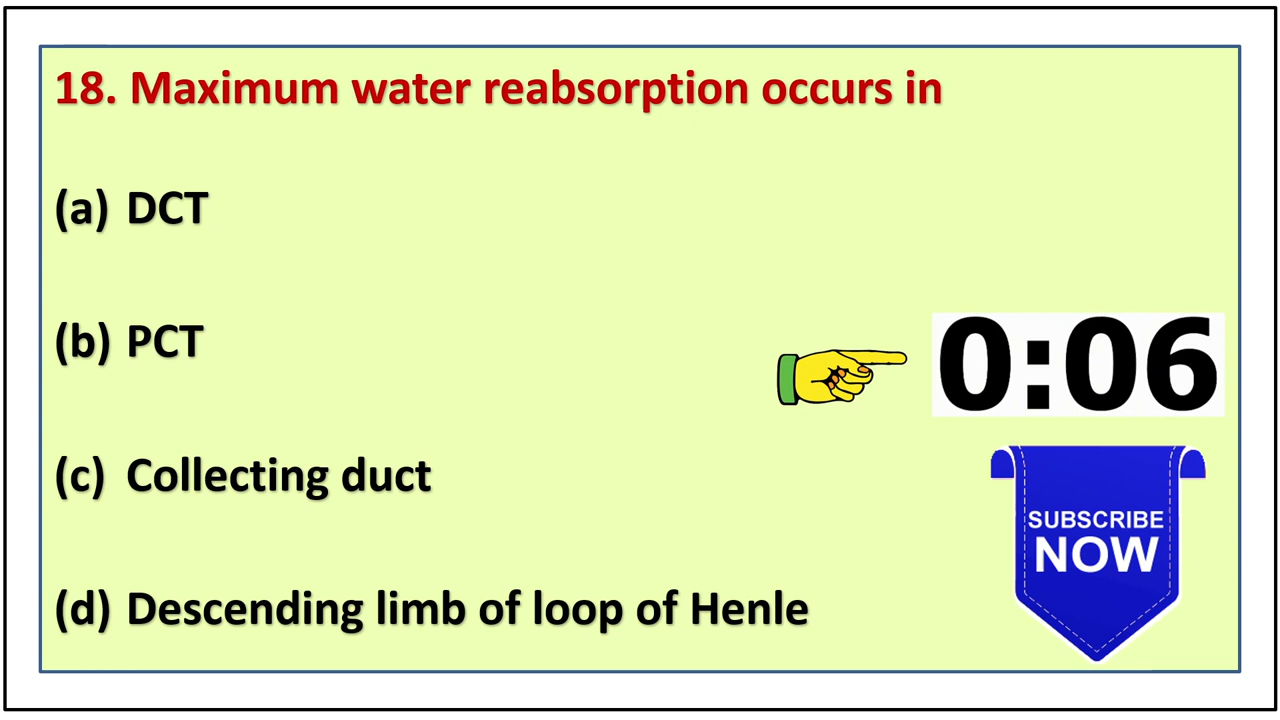 18. Maximum water reabsorption occurs in
(a) DCT
(b) PCT
0:06
(c) Collecting duct
SUBSCRIBE
NOW
(d) Descending limb of loop of Henle